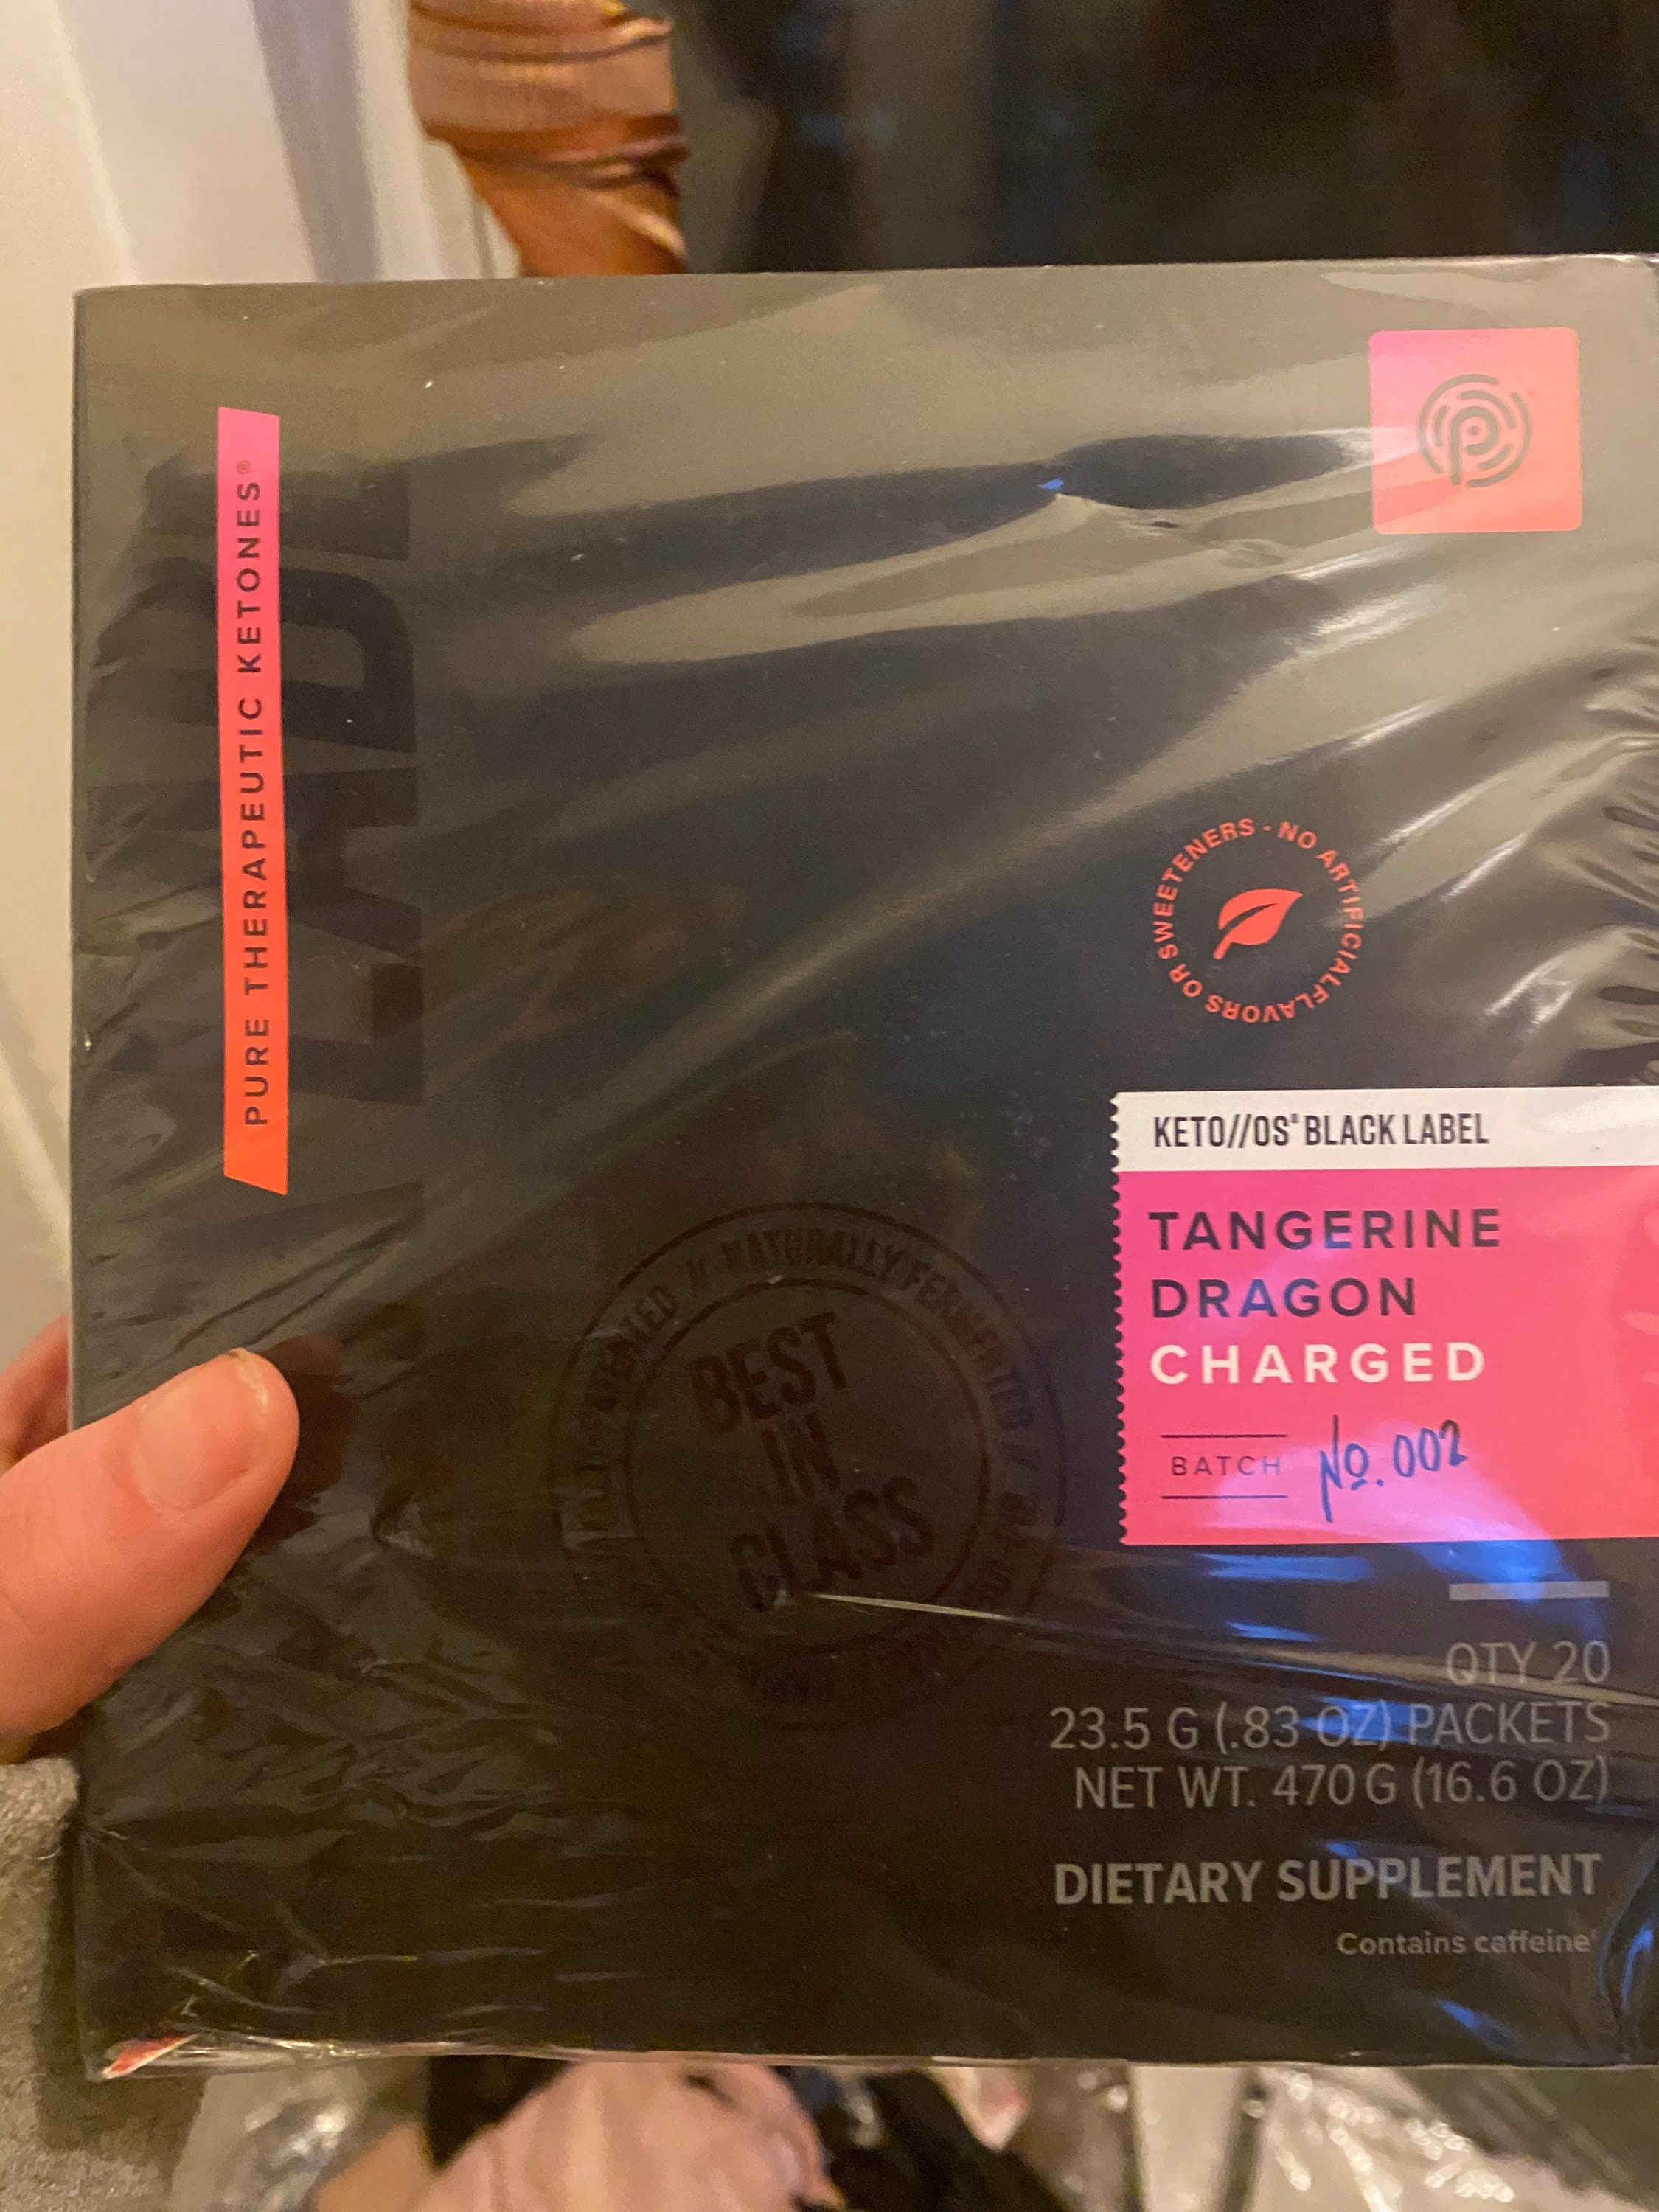 PURE THERAPEUTIC KETONES®
NO ARTIFICIAL FLAVORS OR SWEETENERS •
KETO//OS® BLACK LABEL
TANGERINE
DRAGON
CHARGED
BATCH No. 002
NATURALLY FERMENTED //
BEST
IN
CLASS
QTY 20
23.5 G (.83 OZ) PACKETS
NET WT. 470 G (16.6 OZ)
DIETARY SUPPLEMENT
Contains caffeine